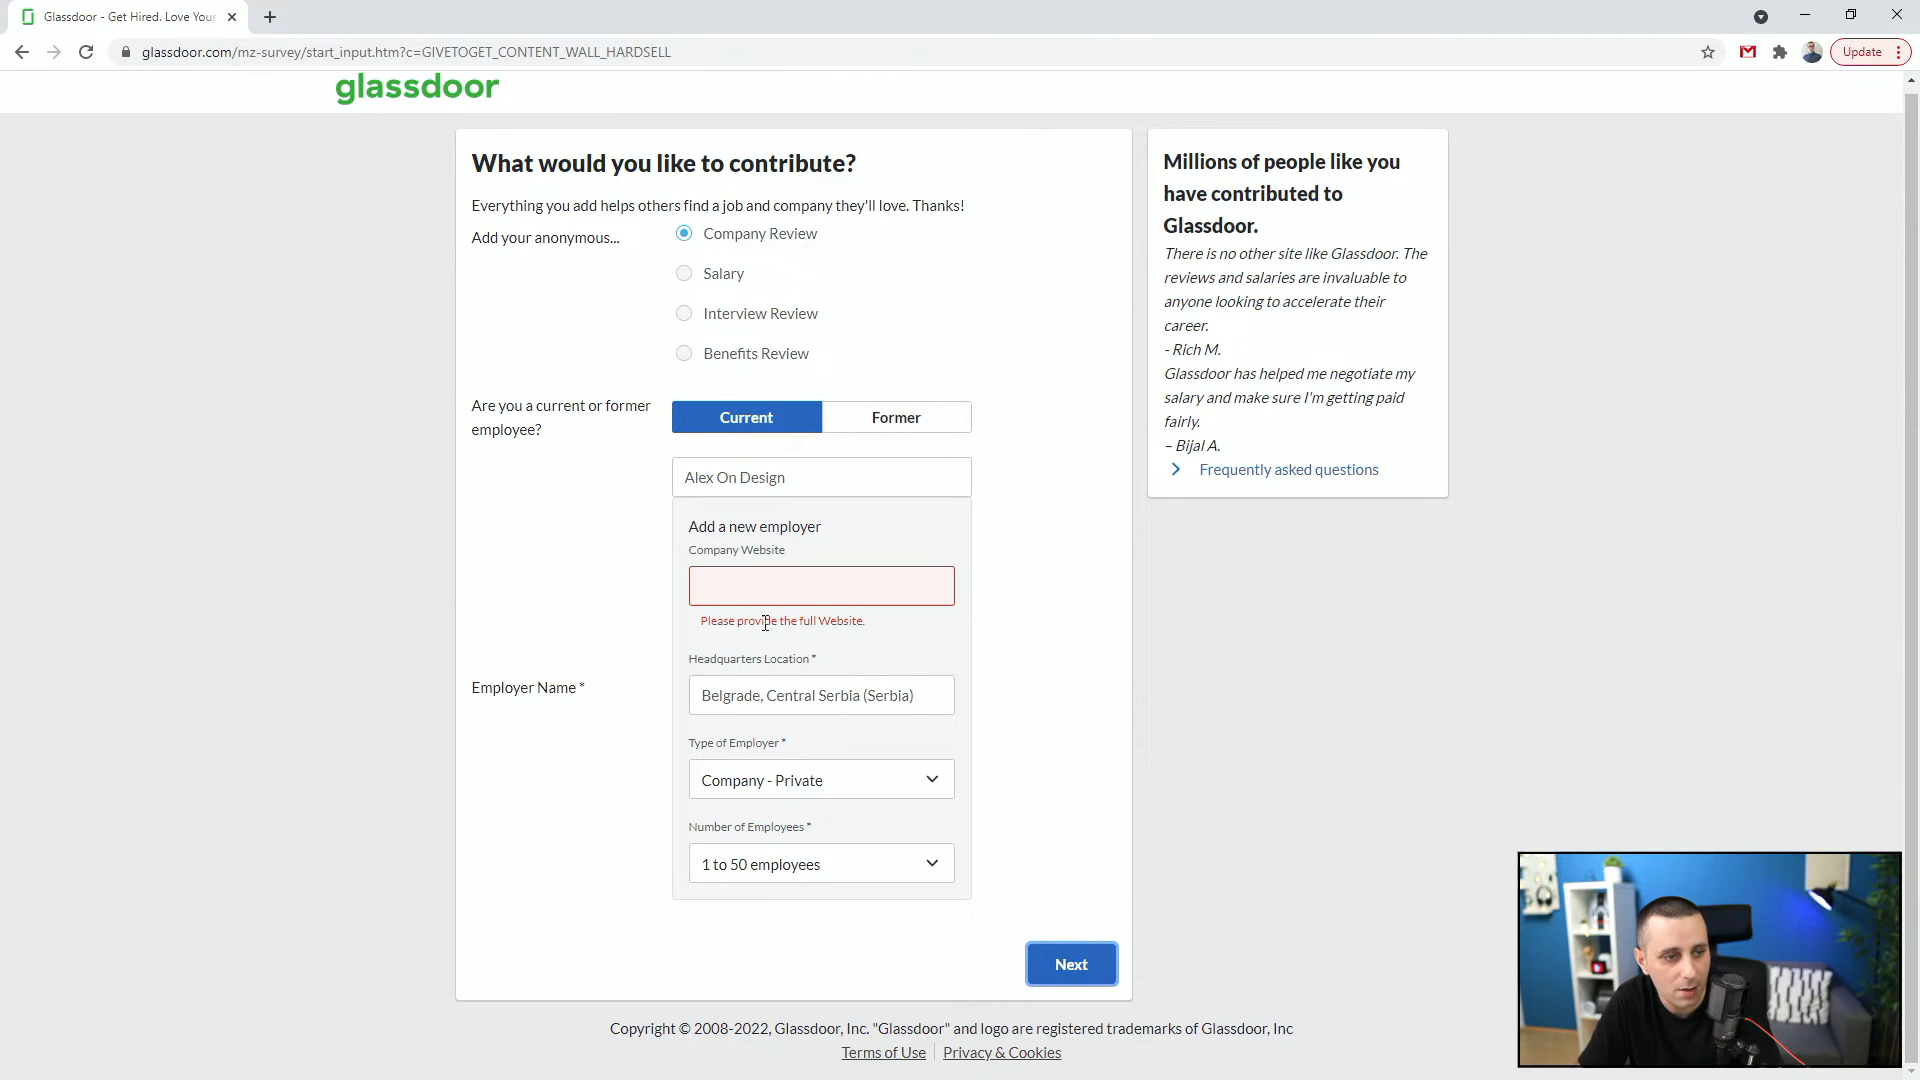 Glassdoor - Get Hired. Love Your
glassdoor.com/mz-survey/start_input.htm?c=GIVETOGET_CONTENT_WALL_HARDSELL
Update
glassdoor
What would you like to contribute?
Everything you add helps others find a job and company they'll love. Thanks!
Add your anonymous...
Company Review
Salary
Interview Review
Benefits Review
Are you a current or former
employee?
Current
Former
Alex On Design
Add a new employer
Company Website
Please provide the full Website.
Headquarters Location *
Employer Name *
Belgrade, Central Serbia (Serbia)
Type of Employer *
Company - Private
Number of Employees *
1 to 50 employees
Next
Millions of people like you
have contributed to
Glassdoor.
There is no other site like Glassdoor. The
reviews and salaries are invaluable to
anyone looking to accelerate their
career.
- Rich M.
Glassdoor has helped me negotiate my
salary and make sure I'm getting paid
fairly.
– Bijal A.
Frequently asked questions
Copyright © 2008-2022, Glassdoor, Inc. "Glassdoor" and logo are registered trademarks of Glassdoor, Inc
Terms of Use
Privacy & Cookies